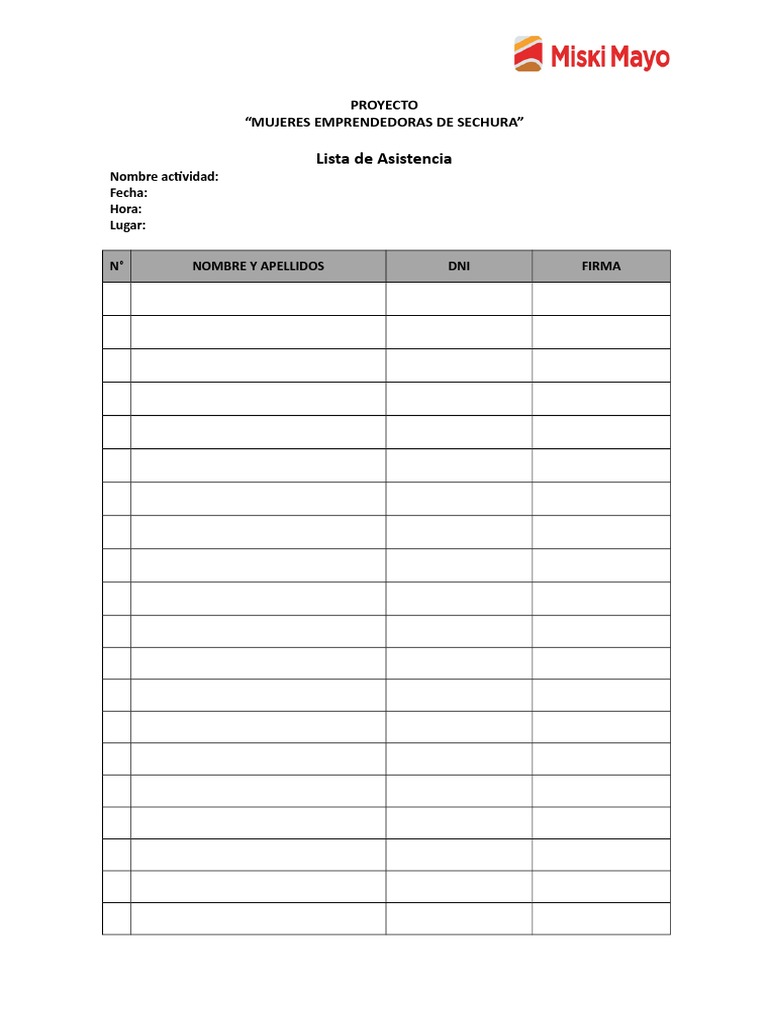 Miski Mayo
PROYECTO
“MUJERES EMPRENDEDORAS DE SECHURA”
Lista de Asistencia
Nombre actividad:
Fecha:
Hora:
Lugar:
N° NOMBRE Y APELLIDOS DNI FIRMA